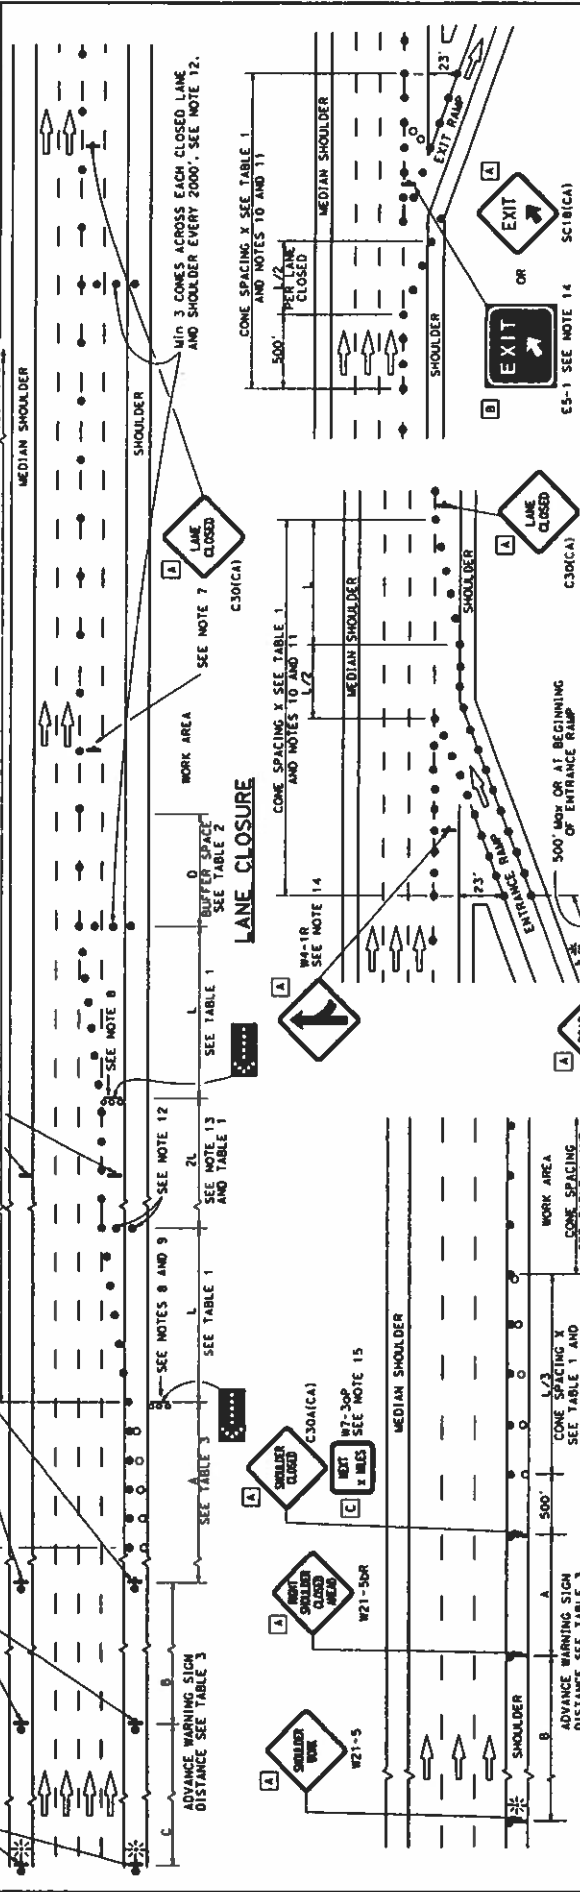 MEDIAN SHOULDER
SHOULDER
Min 3 CONES ACROSS EACH CLOSED LANE
AND SHOULDER EVERY 2000'. SEE NOTE 12.
A
LANE
CLOSED
C30(CA)
SEE NOTE 7
SEE NOTE 8
SEE NOTE 12
SEE NOTES 8 AND 9
C
B
A
L
2L
L
D
WORK AREA
ADVANCE WARNING SIGN
DISTANCE SEE TABLE 3
SEE TABLE 3
SEE TABLE 1
SEE NOTE 13
AND TABLE 1
SEE TABLE 1
BUFFER SPACE
SEE TABLE 2
LANE CLOSURE
A
SHOULDER
WORK
W21-5
A
RIGHT
SHOULDER
CLOSED
AHEAD
W21-5bR
A
SHOULDER
CLOSED
C30A(CA)
C
NEXT
X MILES
W7-3aP
SEE NOTE 15
MEDIAN SHOULDER
SHOULDER
B
A
500'
L/3
WORK AREA
ADVANCE WARNING SIGN
DISTANCE SEE TABLE 3
CONE SPACING X
SEE TABLE 1 AND
CONE SPACING
A
W4-1R
SEE NOTE 14
CONE SPACING X SEE TABLE 1
AND NOTES 10 AND 11
L/2
L
MEDIAN SHOULDER
SHOULDER
23'
ENTRANCE RAMP
500' Max OR AT BEGINNING
OF ENTRANCE RAMP
A
A
LANE
CLOSED
C30(CA)
CONE SPACING X SEE TABLE 1
AND NOTES 10 AND 11
500'
L/2
PER LANE
CLOSED
MEDIAN SHOULDER
SHOULDER
23'
EXIT RAMP
B
EXIT
E5-1 SEE NOTE 14
OR
A
EXIT
SC18(CA)